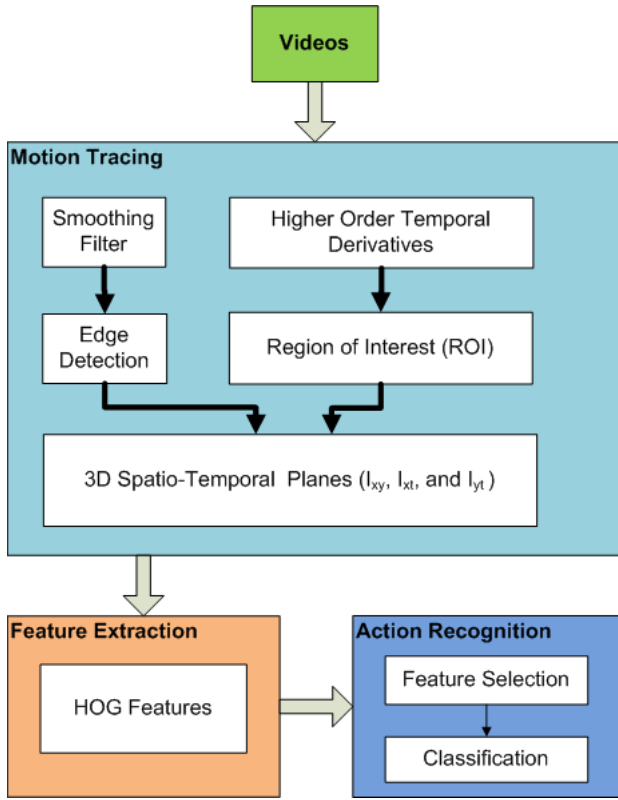 Videos
Motion Tracing
Smoothing
Filter
Higher Order Temporal
Derivatives
Edge
Detection
Region of Interest (ROI)
3D Spatio-Temporal Planes (Ixy, Ixt, and Iyt )
Feature Extraction
HOG Features
Action Recognition
Feature Selection
Classification